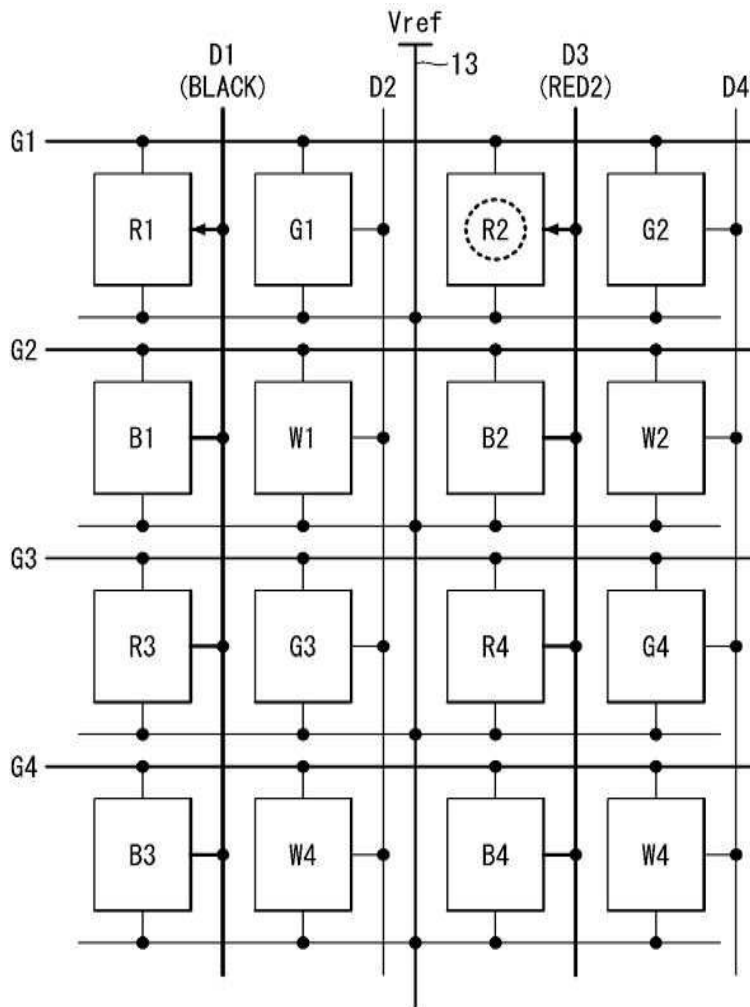 Vref
D1 D3
13
(BLACK) D2 (RED2) D4
G1
R1 G1 R2 G2
G2
B1 W1 B2 W2
G3
R3 G3 R4 G4
G4
B3 W4 B4 W4